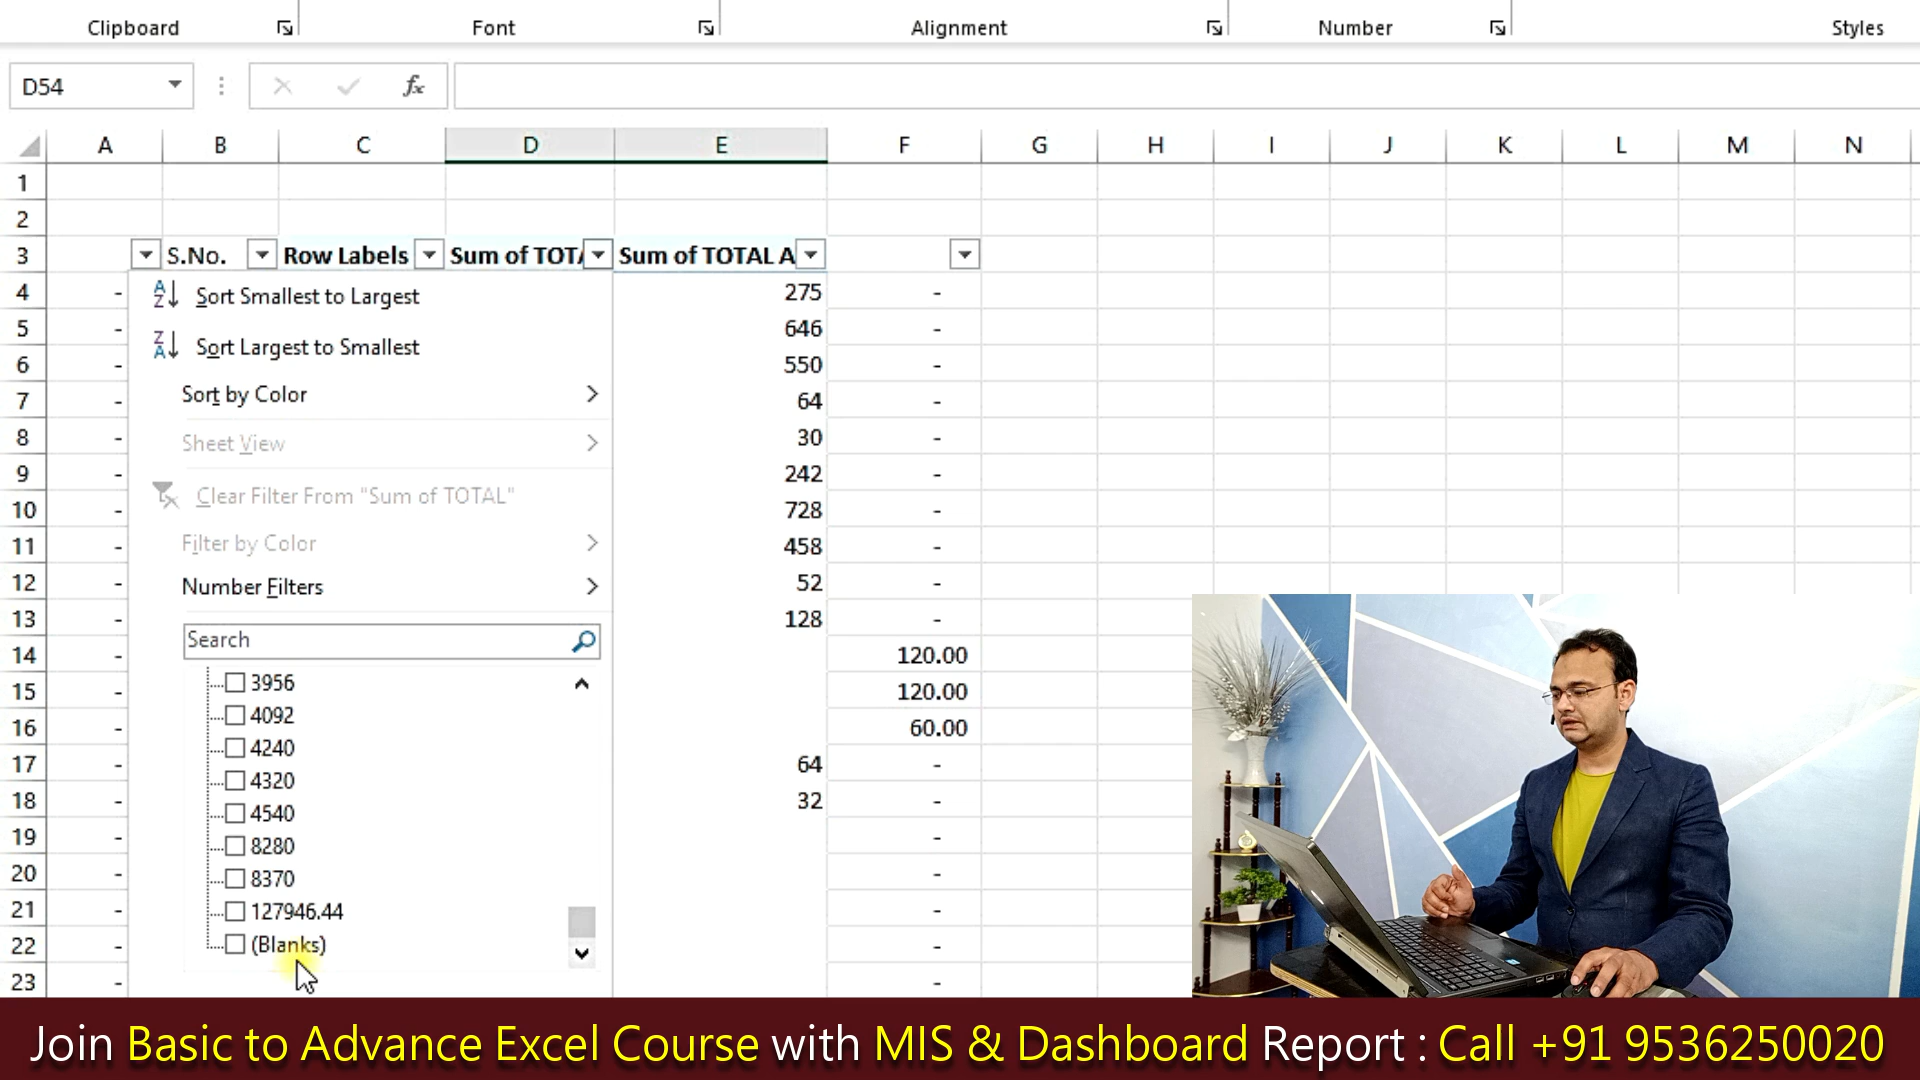 Clipboard Font Alignment Number Styles
D54 fx
A B C D E F G H I J K L M N
1
2
3 S.No. Row Labels Sum of TOTA Sum of TOTAL A
4 - Sort Smallest to Largest 275 -
5 - 646 -
Sort Largest to Smallest
6 - 550 -
Sort by Color
7 - 64 -
8 - Sheet View 30 -
9 - 242 -
10 - Clear Filter From "Sum of TOTAL" 728 -
11 - Filter by Color 458 -
12 - Number Filters 52 -
13 - 128 -
Search
14 - 120.00
3956
15 - 120.00
4092
16 - 60.00
4240
17 - 64 -
4320
18 - 32 -
4540
19 - -
8280
20 - -
8370
21 - 127946.44 -
22 - (Blanks) -
23 - -
Join Basic to Advance Excel Course with MIS & Dashboard Report : Call +91 9536250020